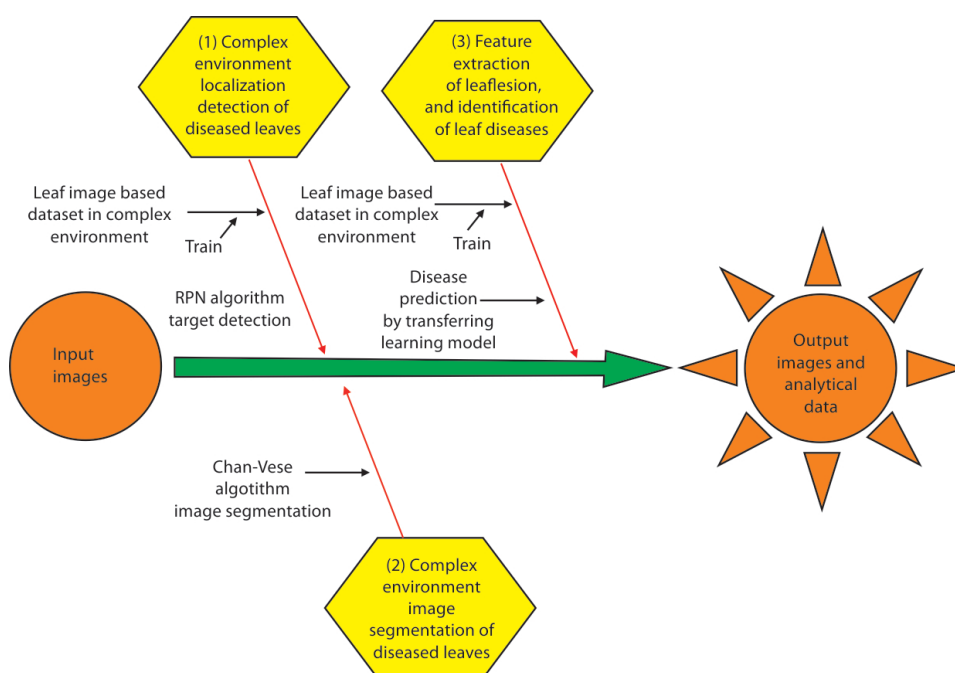 (1) Complex
environment
localization
detection of
diseased leaves
(3) Feature
extraction
of leaflesion,
and identification
of leaf diseases
Leaf image based
dataset in complex
environment
Train
Leaf image based
dataset in complex
environment
Train
RPN algorithm
target detection
Disease
prediction
by transferring
learning model
Input
images
Output
images and
analytical
data
Chan-Vese
algotithm
image segmentation
(2) Complex
environment
image
segmentation of
diseased leaves